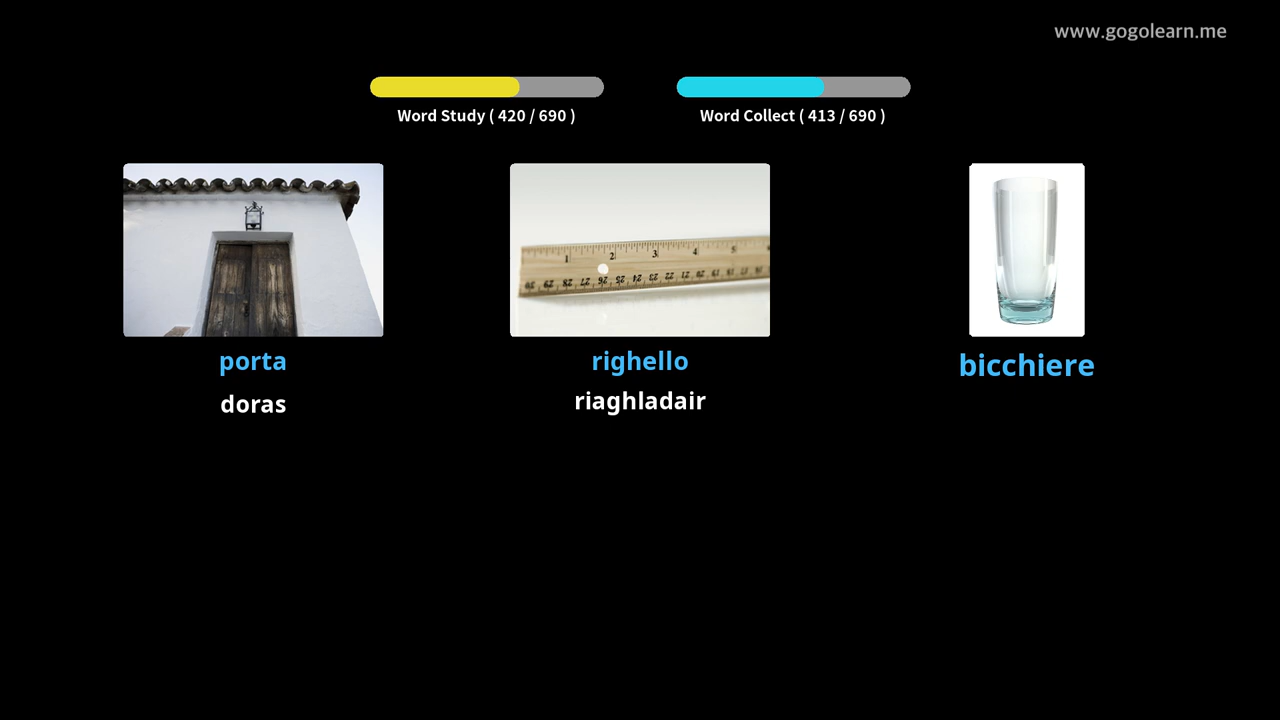 www.gogolearn.me
Word Study ( 420 / 690 )
Word Collect ( 413 / 690 )
porta
righello
bicchiere
doras
riaghladair